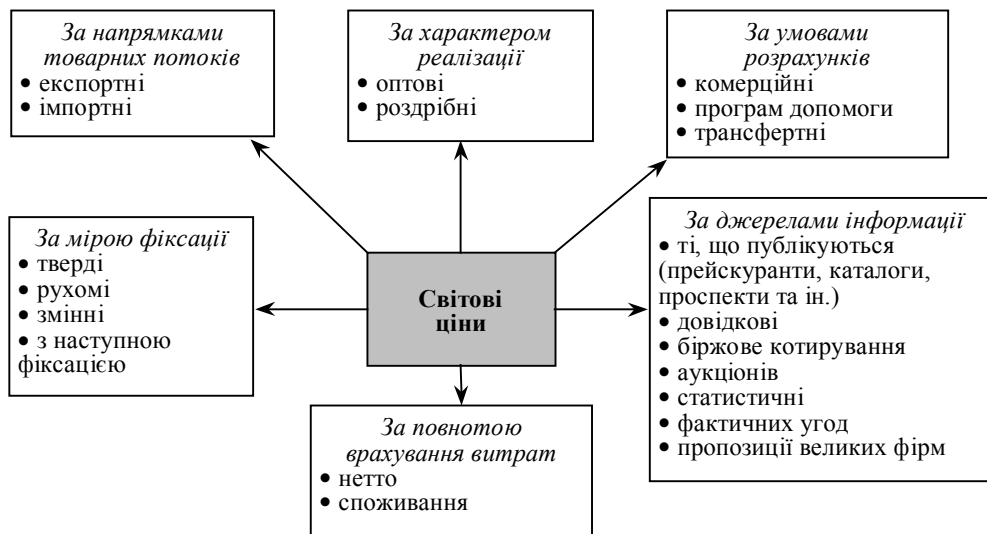 За напрямками
товарних потоків
• експортні
• імпортні
За характером
реалізації
• оптові
• роздрібні
За умовами
розрахунків
• комерційні
• програм допомоги
• трансфертні
За мірою фіксації
• тверді
• рухомі
• змінні
• з наступною
фіксацією
Світові
ціни
За джерелами інформації
• ті, що публікуються
(прейскуранти, каталоги,
проспекти та ін.)
• довідкові
• біржове котирування
• аукціонів
• статистичні
• фактичних угод
• пропозиції великих фірм
За повнотою
врахування витрат
• нетто
• споживання